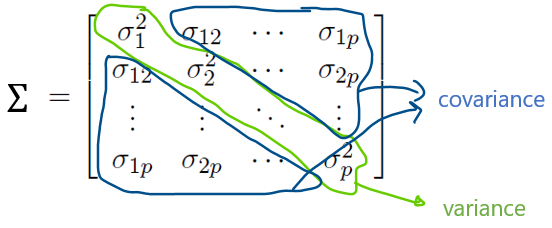 σ₁² σ₁₂ ⋯ σ₁ₚ
σ₁₂ σ₂² ⋯ σ₂ₚ
Σ =
⋮ ⋮ ⋱ ⋮
σ₁ₚ σ₂ₚ ⋯ σₚ²
covariance
variance